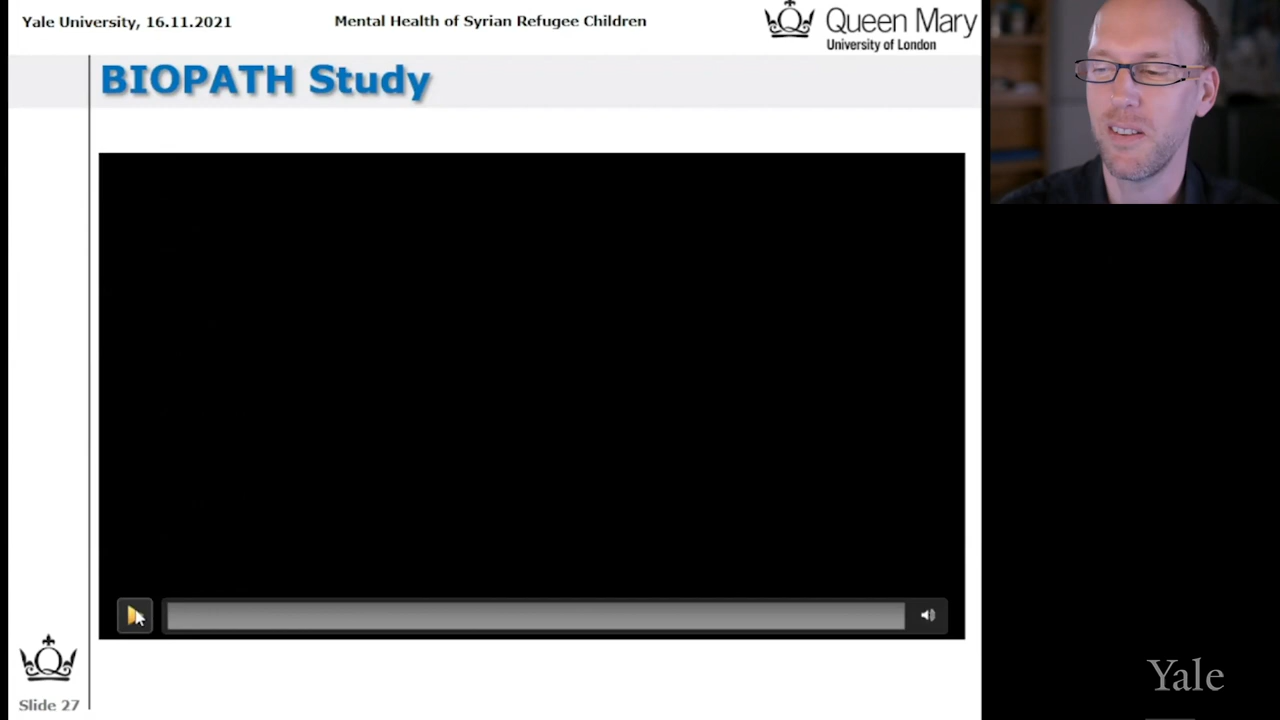 Yale University, 16.11.2021
Mental Health of Syrian Refugee Children
Queen Mary
University of London
BIOPATH Study
Slide 27
Yale